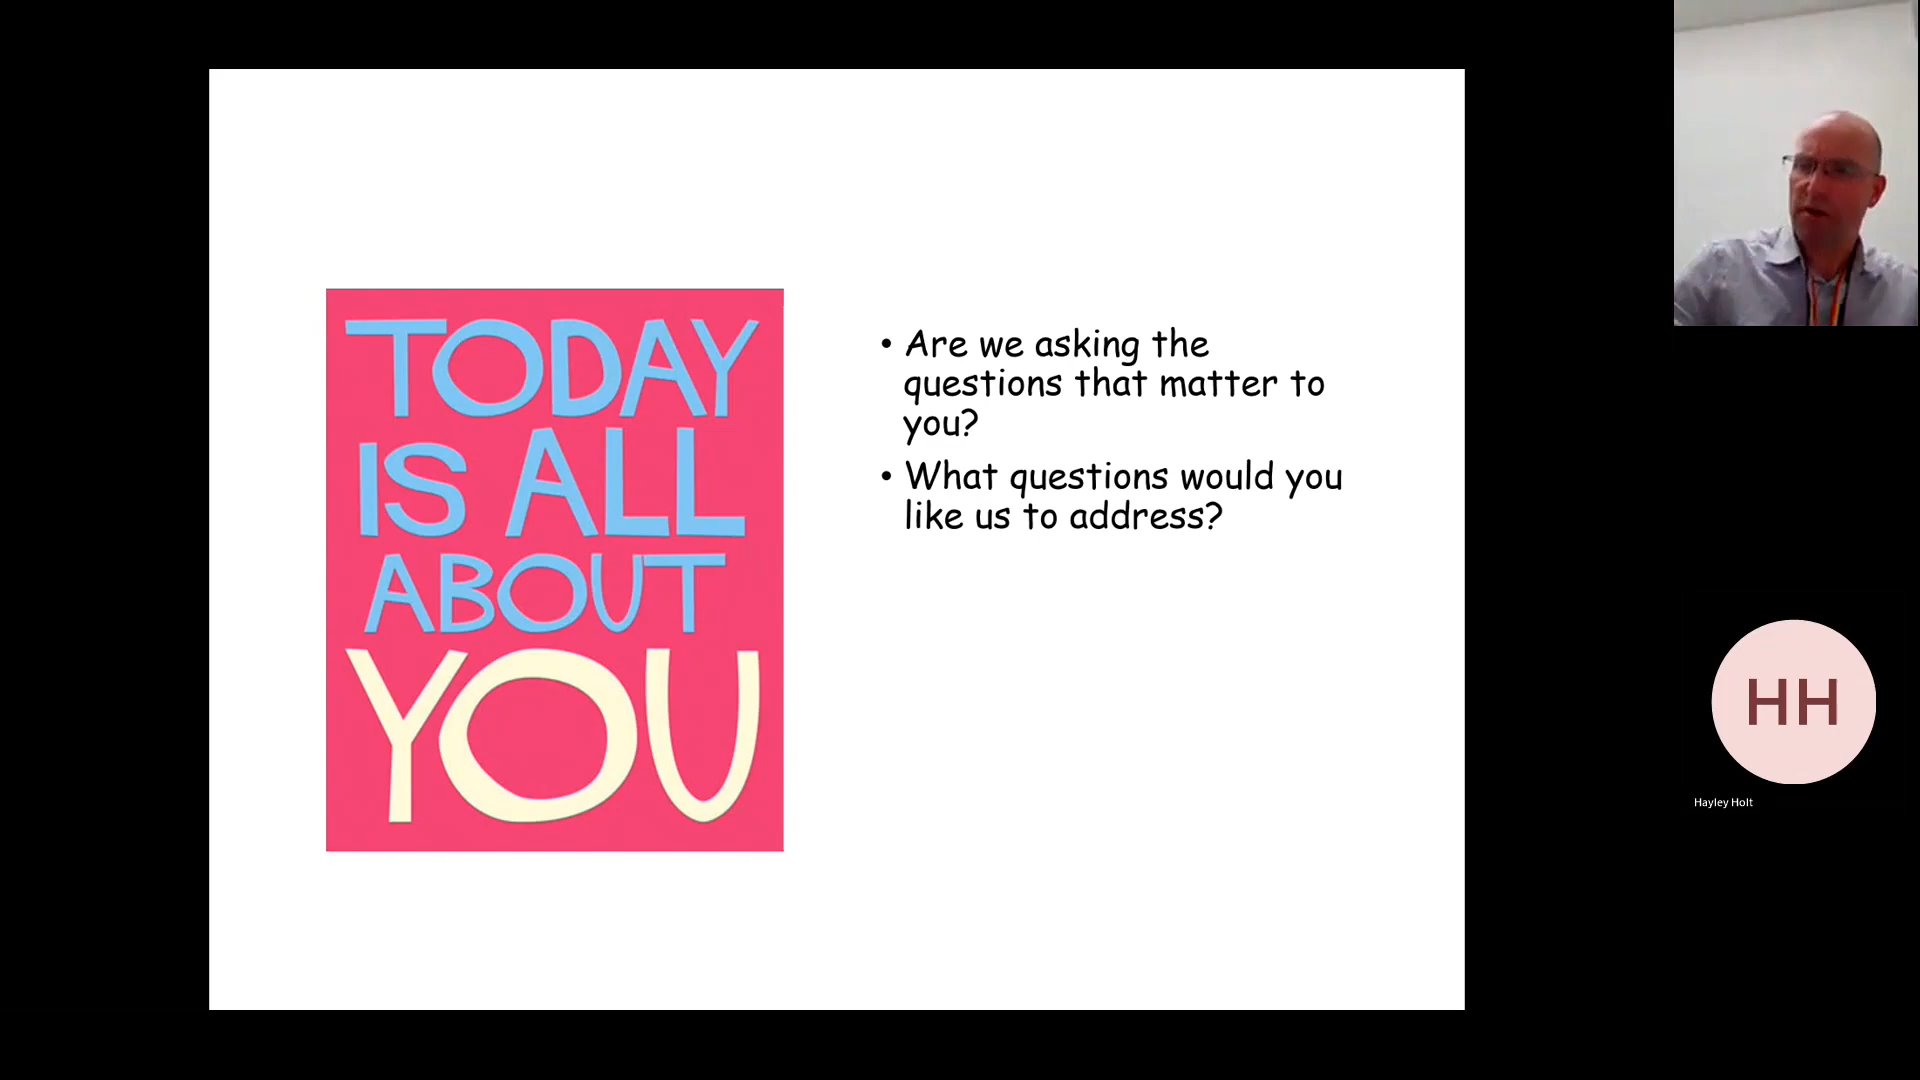 TODAY
IS ALL
ABOUT
YOU
• Are we asking the
questions that matter to
you?
• What questions would you
like us to address?
HH
Hayley Holt